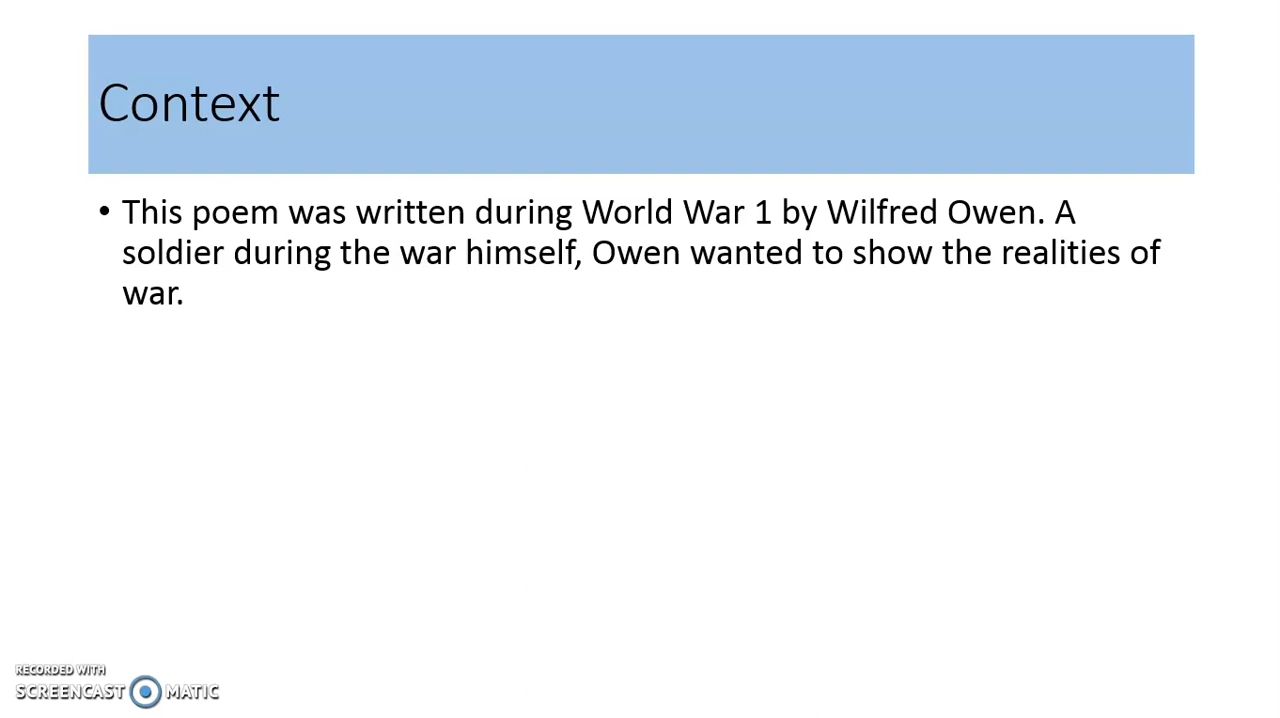 Context
• This poem was written during World War 1 by Wilfred Owen. A
soldier during the war himself, Owen wanted to show the realities of
war.
RECORDED WITH
SCREENCAST MATIC